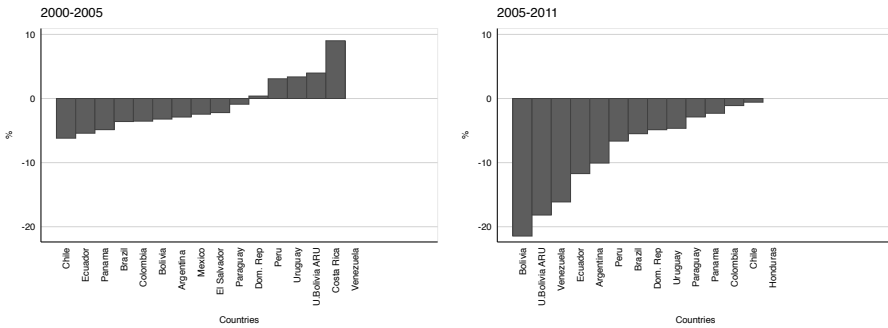 2000-2005
10
0
-10
-20
%
Chile
Ecuador
Panama
Brazil
Colombia
Bolivia
Argentina
Mexico
El Salvador
Paraguay
Dom. Rep
Peru
Uruguay
U.Bolivia ARU
Costa Rica
Venezuela
Countries
2005-2011
10
0
-10
-20
%
Bolivia
U.Bolivia ARU
Venezuela
Ecuador
Argentina
Peru
Brazil
Dom. Rep
Uruguay
Paraguay
Panama
Colombia
Chile
Honduras
Countries